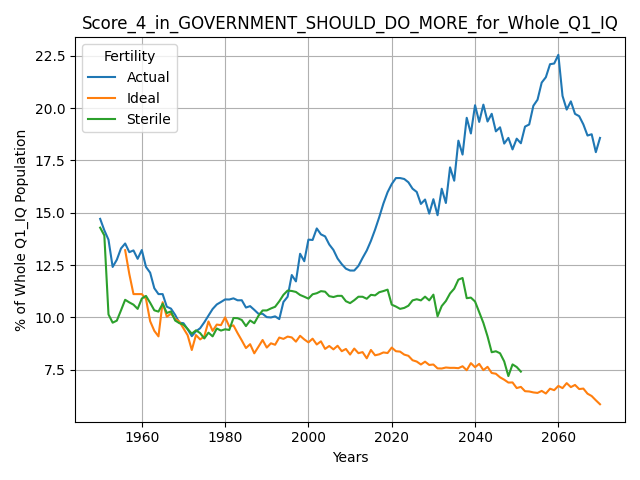 Score_4_in_GOVERNMENT_SHOULD_DO_MORE_for_Whole_Q1_IQ
Fertility
Actual
Ideal
Sterile
% of Whole Q1_IQ Population
22.5
20.0
17.5
15.0
12.5
10.0
7.5
1960
1980
2000
2020
2040
2060
Years